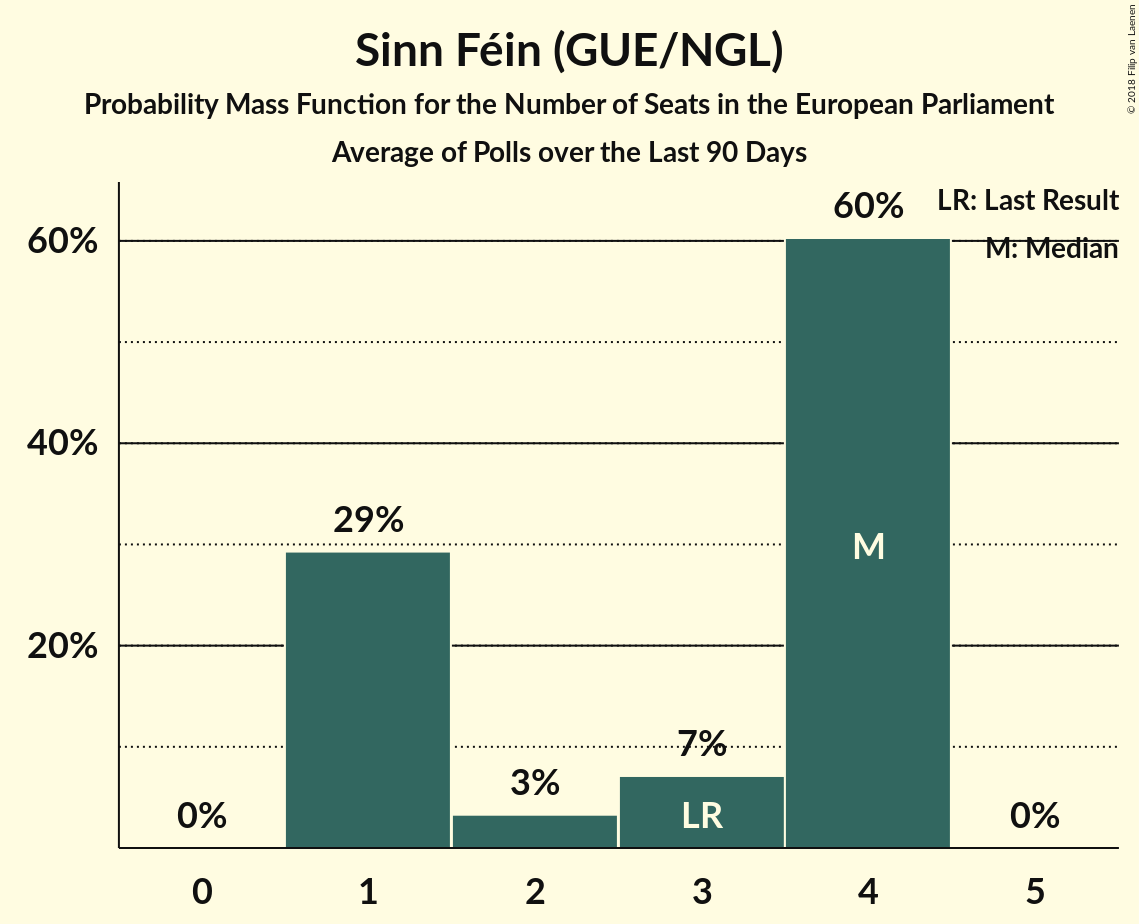 Sinn Féin (GUE/NGL)
Probability Mass Function for the Number of Seats in the European Parliament
Average of Polls over the Last 90 Days
© 2018 Filip van Laenen
LR: Last Result
M: Median
60%
40%
20%
0%
29%
3%
7%
60%
0%
LR
M
0
1
2
3
4
5